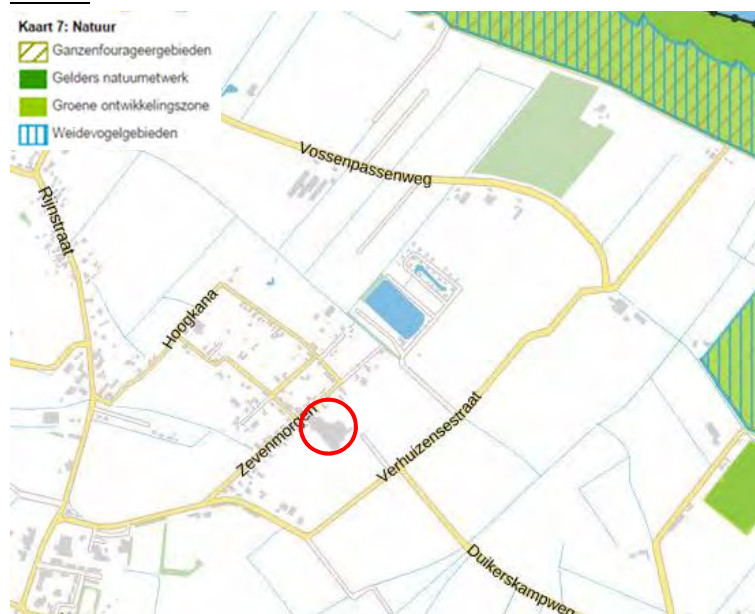 Kaart 7: Natuur
Ganzenfourageergebieden
Gelders natuurnetwerk
Groene ontwikkelingszone
Weidevogelgebieden
Vossenpassenweg
Rijnstraat
Hoogkana
Zevenmorgen
Verhuizensestraat
Duikerskampweg